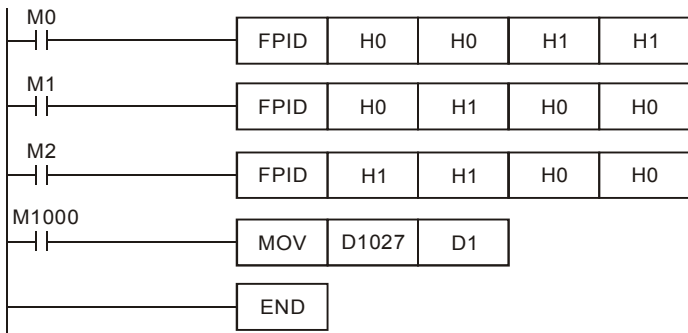 M0
FPID H0 H0 H1 H1
M1
FPID H0 H1 H0 H0
M2
FPID H1 H1 H0 H0
M1000
MOV D1027 D1
END